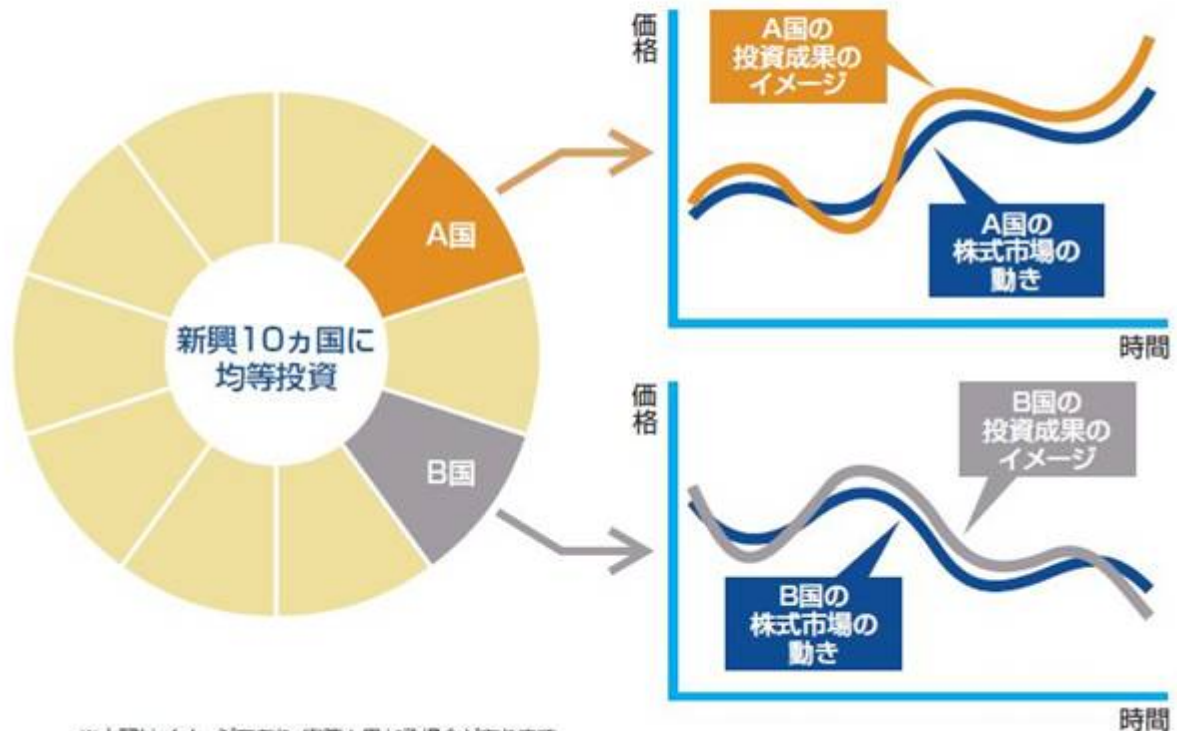 価格
A国の
投資成果の
イメージ
A国の
株式市場の
動き
時間
A国
新興10ヵ国に
均等投資
B国
価格
B国の
投資成果の
イメージ
B国の
株式市場の
動き
時間